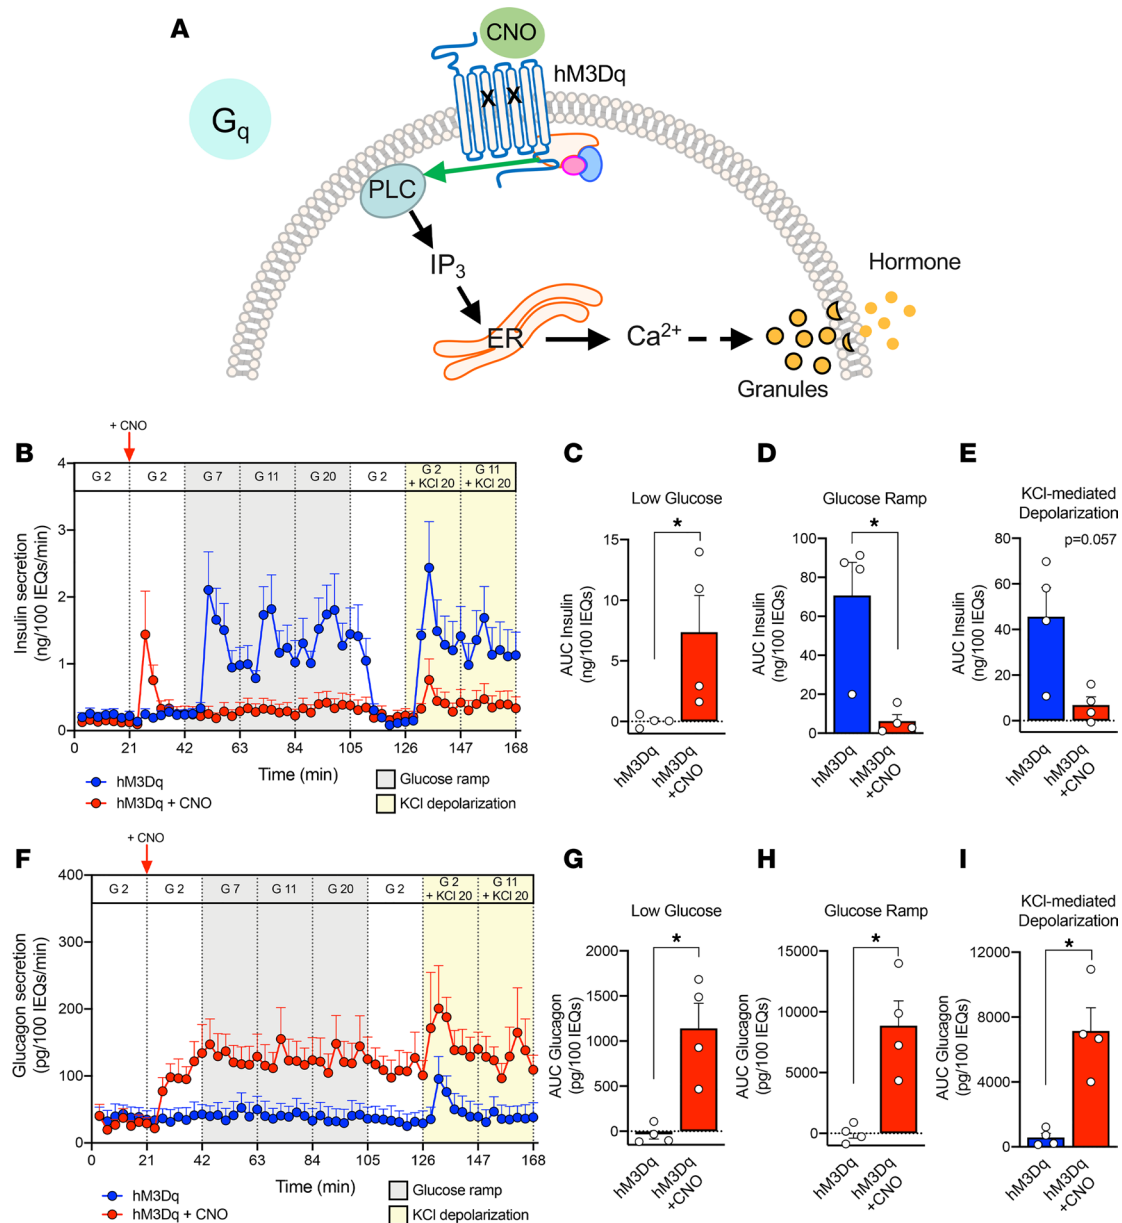 A
CNO
hM3Dq
Gq
X X
PLC
IP3
ER
Ca2+
Hormone
Granules
+ CNO
B
Insulin secretion
(ng/100 IEQs/min)
4
3
2
1
0
G 2
G 2
G 7
G 11
G 20
G 2
G 2
+ KCl 20
G 11
+ KCl 20
0 21 42 63 84 105 126 147 168
Time (min)
hM3Dq
hM3Dq + CNO
Glucose ramp
KCl depolarization
C
Low Glucose
*
AUC Insulin
(ng/100 IEQs)
15
10
5
0
hM3Dq
hM3Dq
+CNO
D
Glucose Ramp
*
AUC Insulin
(ng/100 IEQs)
100
80
60
40
20
0
hM3Dq
hM3Dq
+CNO
E
KCl-mediated
Depolarization
p=0.057
AUC Insulin
(ng/100 IEQs)
80
60
40
20
0
hM3Dq
hM3Dq
+CNO
+ CNO
F
Glucagon secretion
(pg/100 IEQs/min)
400
300
200
100
0
G 2
G 2
G 7
G 11
G 20
G 2
G 2
+ KCl 20
G 11
+ KCl 20
0 21 42 63 84 105 126 147 168
Time (min)
hM3Dq
hM3Dq + CNO
Glucose ramp
KCl depolarization
G
Low Glucose
*
AUC Glucagon
(pg/100 IEQs)
2000
1500
1000
500
0
hM3Dq
hM3Dq
+CNO
H
Glucose Ramp
*
AUC Glucagon
(pg/100 IEQs)
15000
10000
5000
0
hM3Dq
hM3Dq
+CNO
I
KCl-mediated
Depolarization
*
AUC Glucagon
(pg/100 IEQs)
12000
8000
4000
0
hM3Dq
hM3Dq
+CNO